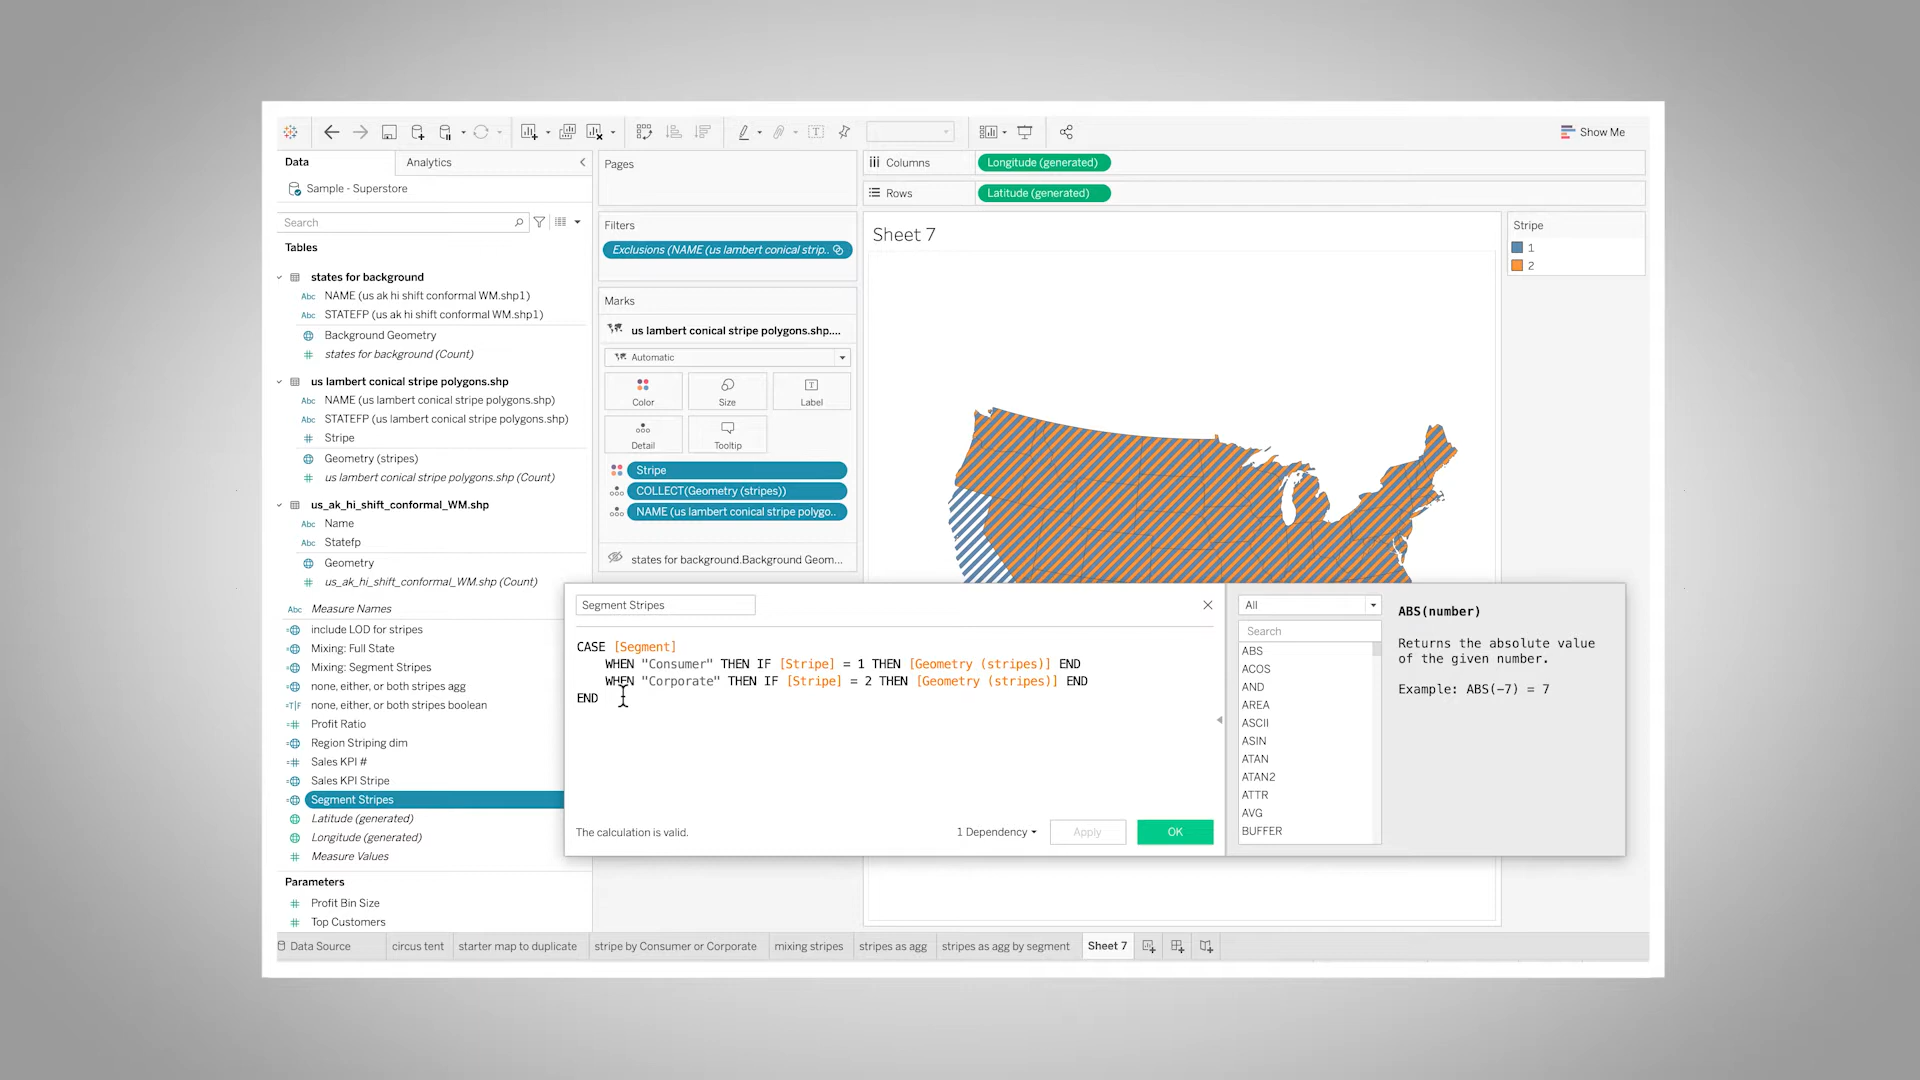 Show Me
Data
Analytics
Sample - Superstore
Search
Tables
states for background
Abc NAME (us ak hi shift conformal WM.shp1)
Abc STATEFP (us ak hi shift conformal WM.shp1)
Background Geometry
states for background (Count)
us lambert conical stripe polygons.shp
Abc NAME (us lambert conical stripe polygons.shp)
Abc STATEFP (us lambert conical stripe polygons.shp)
Stripe
Geometry (stripes)
us lambert conical stripe polygons.shp (Count)
us_ak_hi_shift_conformal_WM.shp
Abc Name
Abc Statefp
Geometry
us_ak_hi_shift_conformal_WM.shp (Count)
Abc Measure Names
include LOD for stripes
Mixing: Full State
Mixing: Segment Stripes
none, either, or both stripes agg
=T|F none, either, or both stripes boolean
Profit Ratio
Region Striping dim
Sales KPI #
Sales KPI Stripe
Segment Stripes
Latitude (generated)
Longitude (generated)
Measure Values
Parameters
Profit Bin Size
Top Customers
Pages
Filters
Exclusions (NAME (us lambert conical strip..
Marks
us lambert conical stripe polygons.shp....
Automatic
Color
Size
Label
Detail
Tooltip
Stripe
COLLECT(Geometry (stripes))
NAME (us lambert conical stripe polygo..
states for background.Background Geom...
Columns
Longitude (generated)
Rows
Latitude (generated)
Sheet 7
Stripe
1
2
Segment Stripes
CASE [Segment]
WHEN "Consumer" THEN IF [Stripe] = 1 THEN [Geometry (stripes)] END
WHEN "Corporate" THEN IF [Stripe] = 2 THEN [Geometry (stripes)] END
END
The calculation is valid.
1 Dependency
Apply
OK
All
Search
ABS
ACOS
AND
AREA
ASCII
ASIN
ATAN
ATAN2
ATTR
AVG
BUFFER
ABS(number)
Returns the absolute value
of the given number.
Example: ABS(-7) = 7
Data Source
circus tent
starter map to duplicate
stripe by Consumer or Corporate
mixing stripes
stripes as agg
stripes as agg by segment
Sheet 7